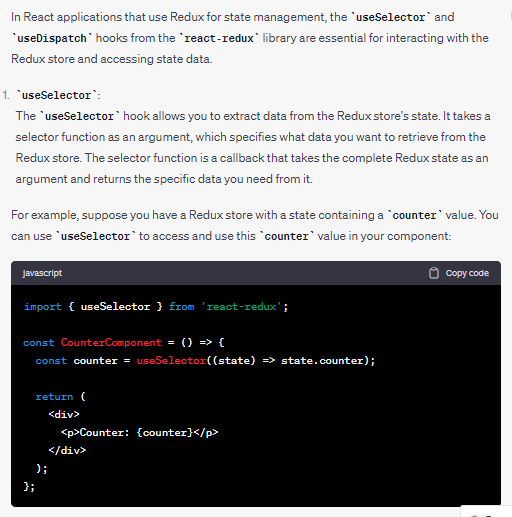 In React applications that use Redux for state management, the `useSelector` and
`useDispatch` hooks from the `react-redux` library are essential for interacting with the
Redux store and accessing state data.
1. `useSelector`:
The `useSelector` hook allows you to extract data from the Redux store's state. It takes a
selector function as an argument, which specifies what data you want to retrieve from the
Redux store. The selector function is a callback that takes the complete Redux state as an
argument and returns the specific data you need from it.
For example, suppose you have a Redux store with a state containing a `counter` value. You
can use `useSelector` to access and use this `counter` value in your component:
javascript Copy code
import { useSelector } from 'react-redux';
const CounterComponent = () => {
  const counter = useSelector((state) => state.counter);
  return (
    <div>
      <p>Counter: {counter}</p>
    </div>
  );
};